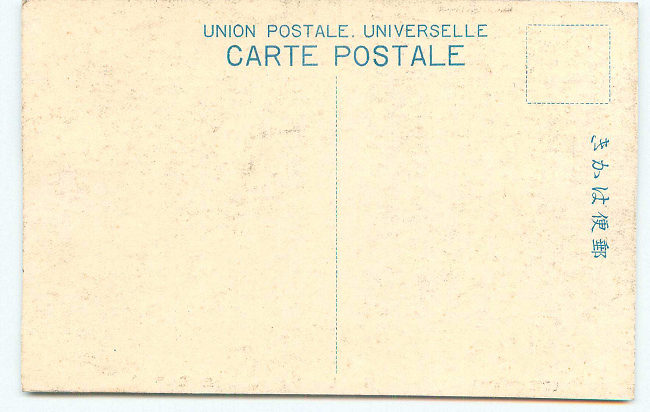 UNION POSTALE. UNIVERSELLE
CARTE POSTALE
郵便はかき